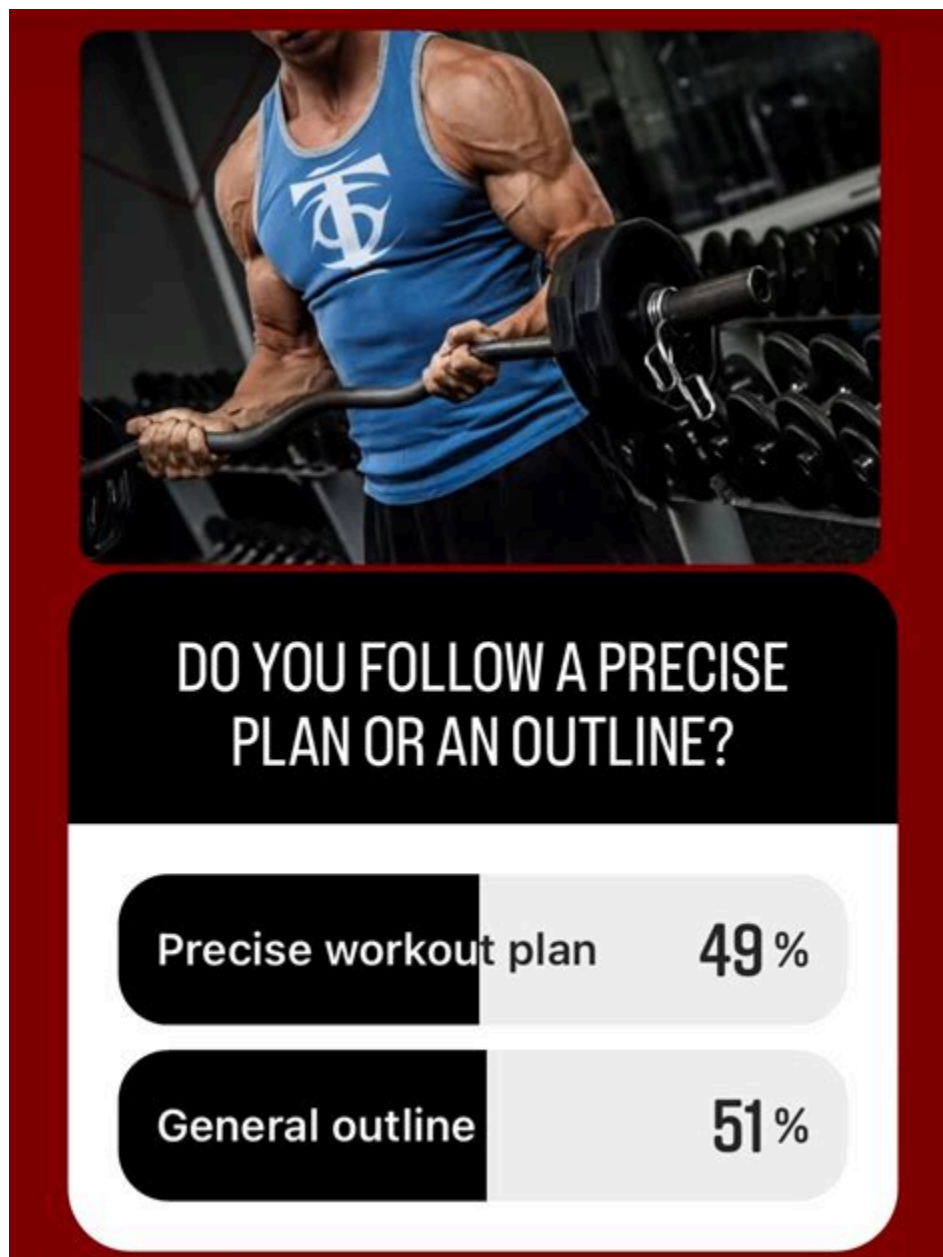 DO YOU FOLLOW A PRECISE
PLAN OR AN OUTLINE?
Precise workout plan 49%
General outline 51%